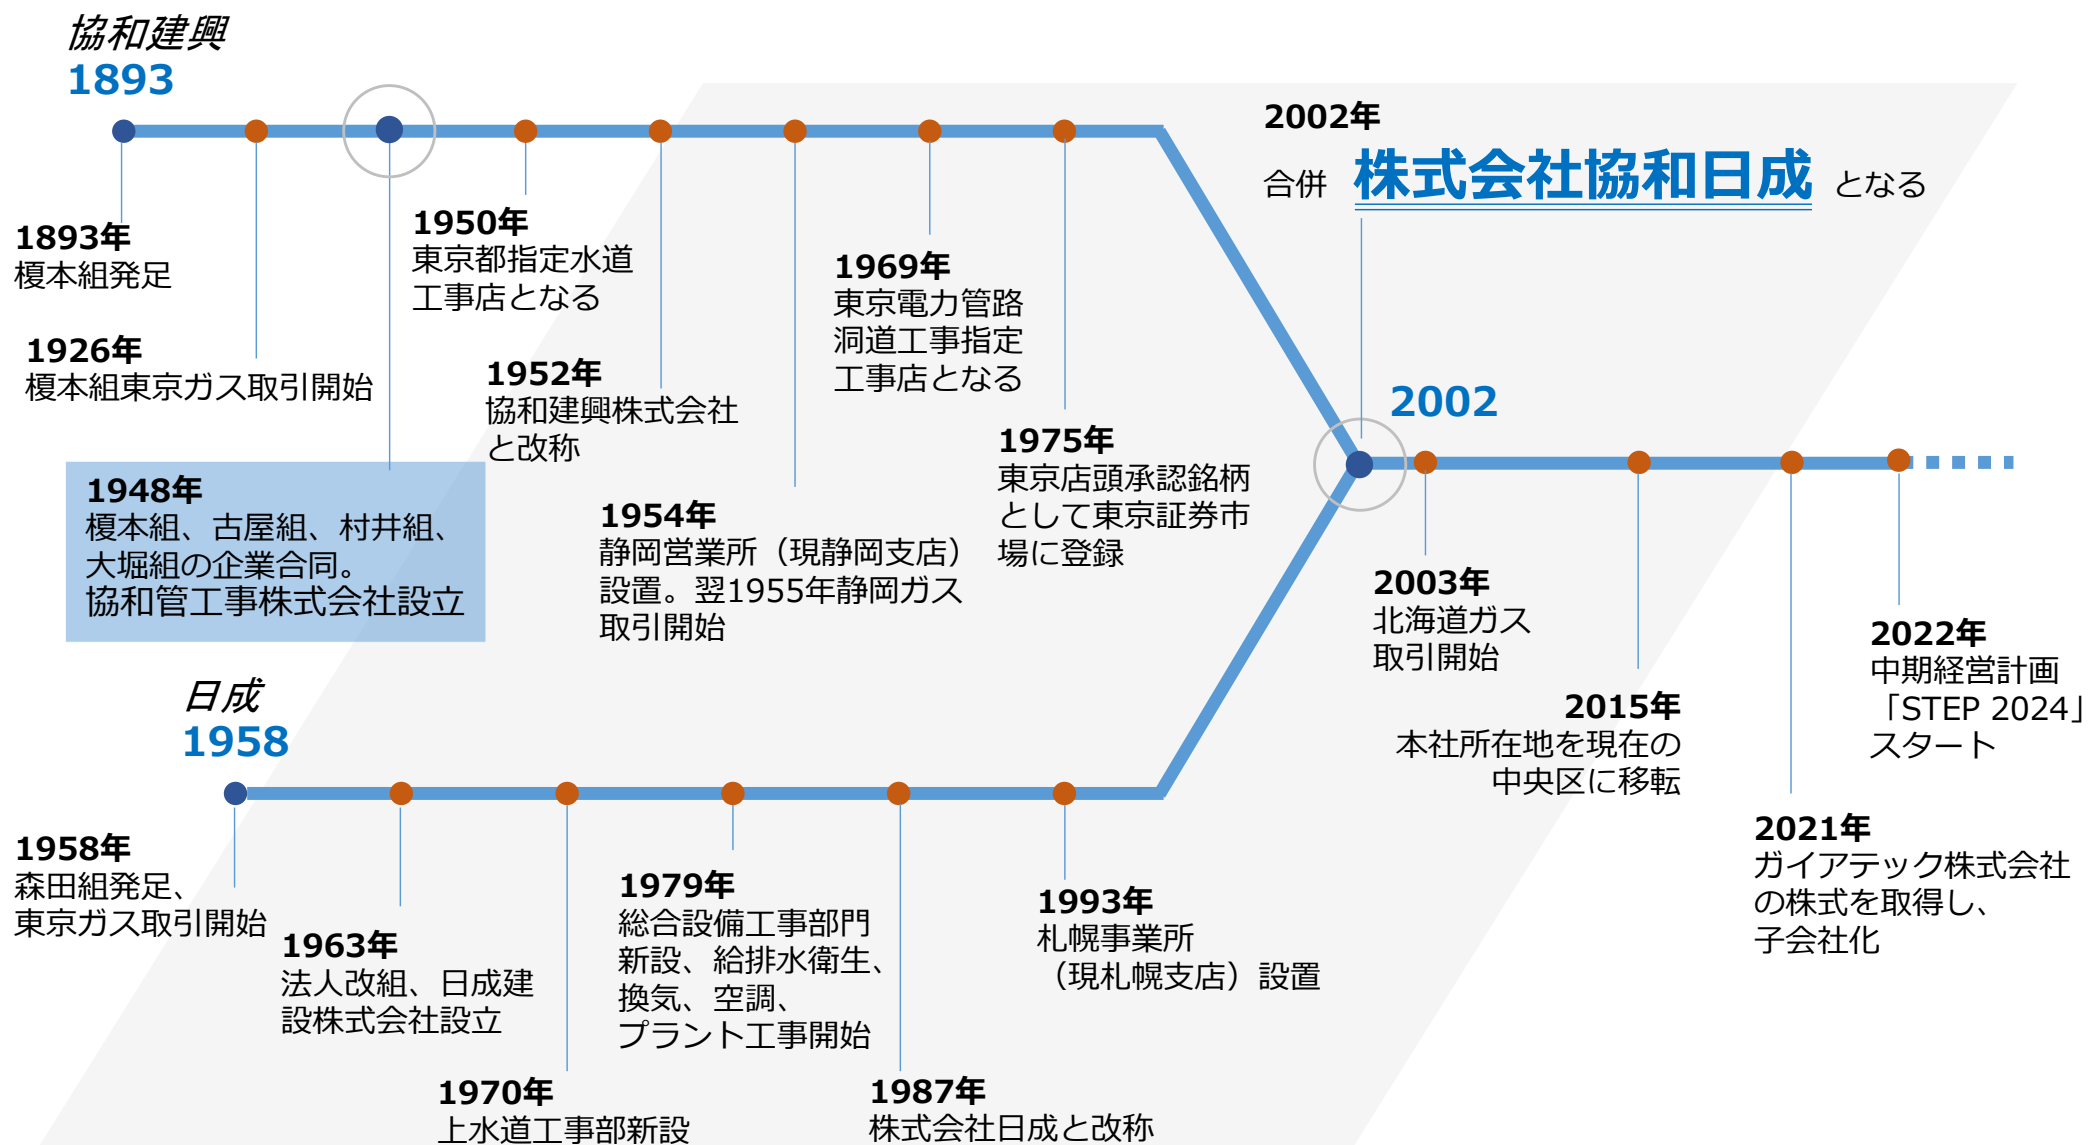 協和建興
1893
1893年
榎本組発足
1926年
榎本組東京ガス取引開始
1948年
榎本組、古屋組、村井組、
大堀組の企業合同。
協和管工事株式会社設立
1950年
東京都指定水道
工事店となる
1952年
協和建興株式会社
と改称
1954年
静岡営業所（現静岡支店）
設置。翌1955年静岡ガス
取引開始
1969年
東京電力管路
洞道工事指定
工事店となる
1975年
東京店頭承認銘柄
として東京証券市
場に登録
2002年
合併 株式会社協和日成 となる
2002
2003年
北海道ガス
取引開始
2015年
本社所在地を現在の
中央区に移転
2021年
ガイアテック株式会社
の株式を取得し、
子会社化
2022年
中期経営計画
「STEP 2024」
スタート
日成
1958
1958年
森田組発足、
東京ガス取引開始
1963年
法人改組、日成建
設株式会社設立
1970年
上水道工事部新設
1979年
総合設備工事部門
新設、給排水衛生、
換気、空調、
プラント工事開始
1987年
株式会社日成と改称
1993年
札幌事業所
（現札幌支店）設置